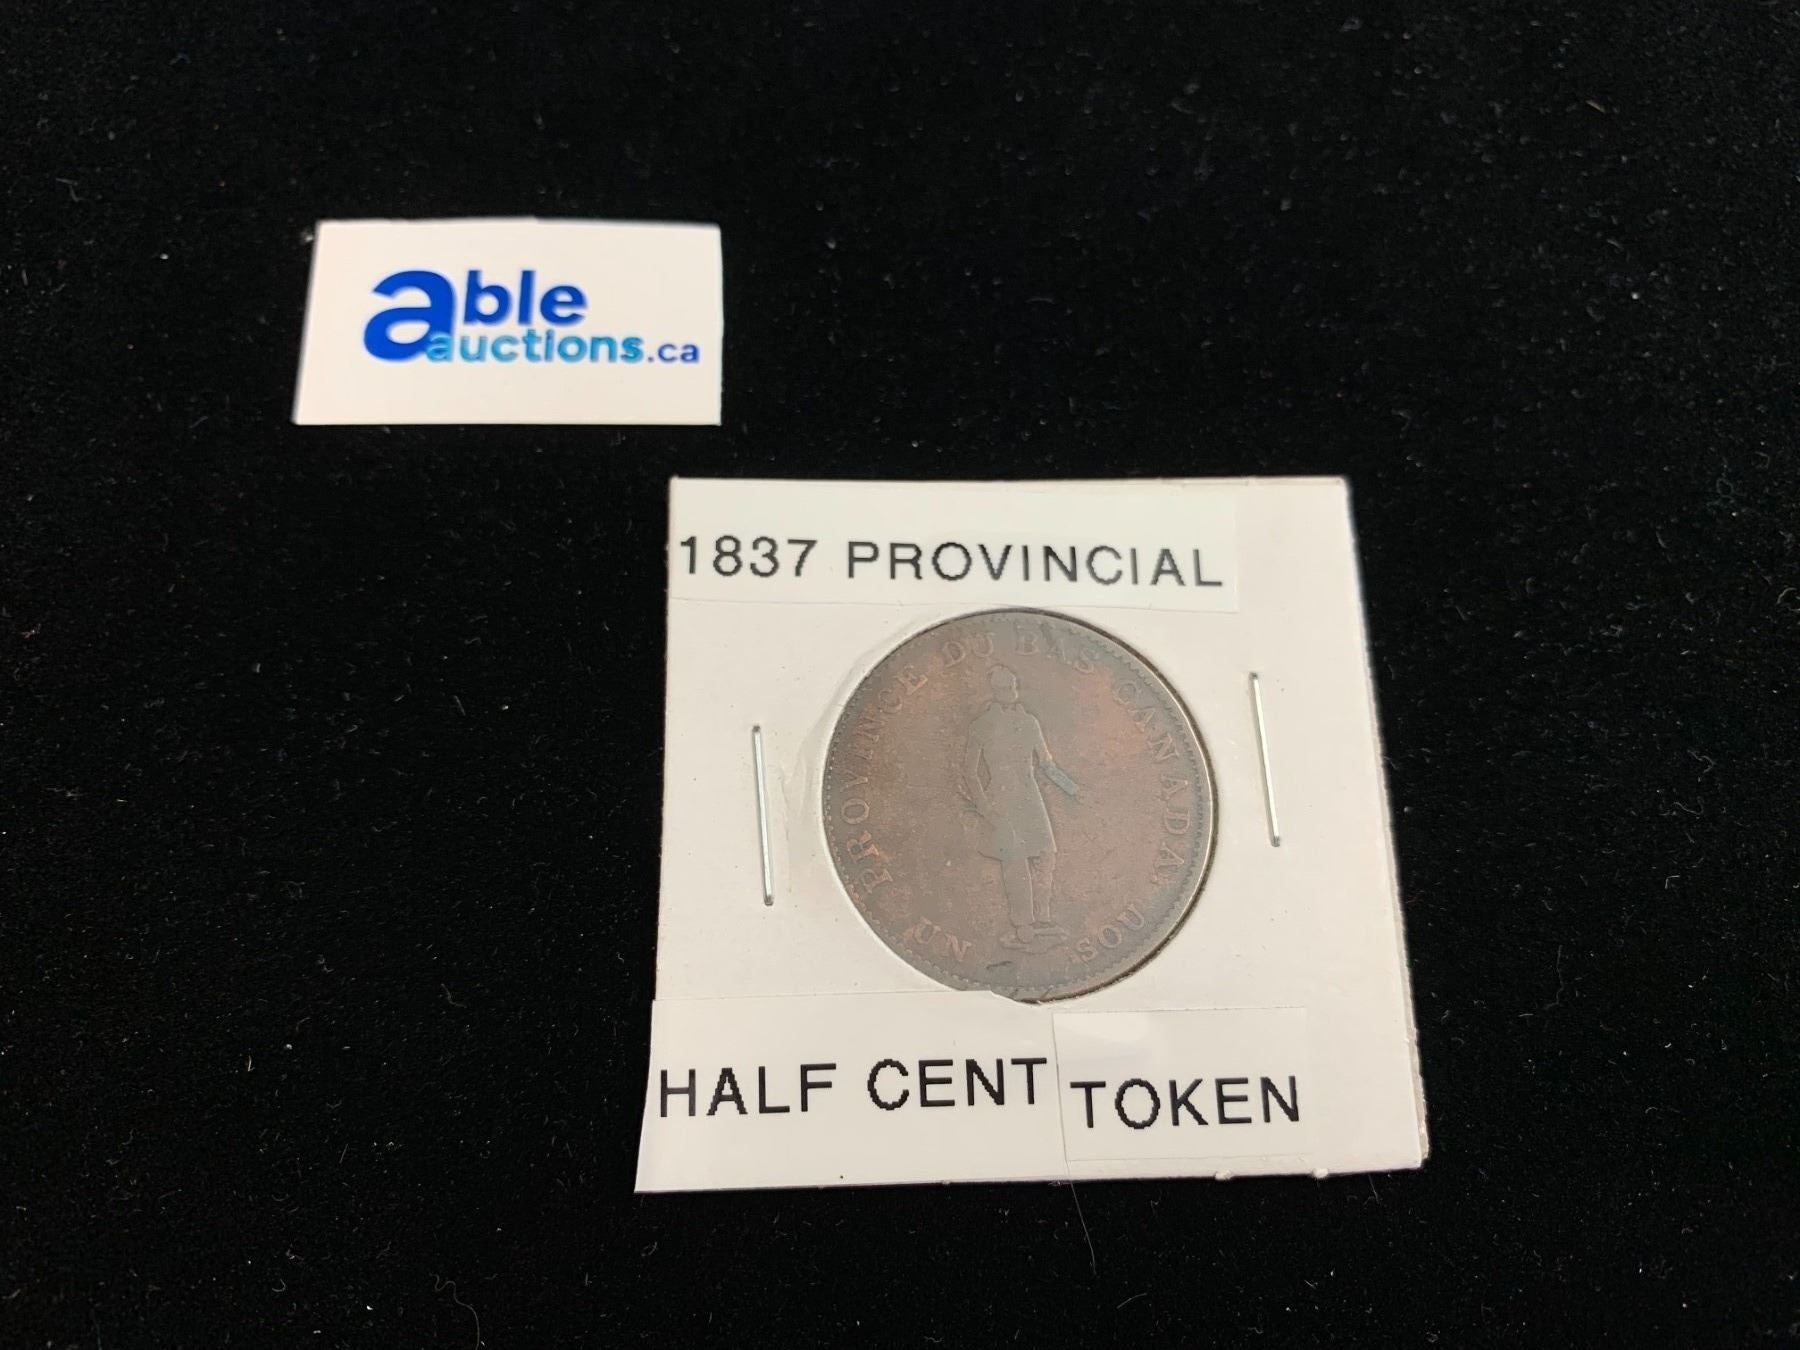 able
auctions.ca
1837 PROVINCIAL
PROVINCE DU BAS CANADA.
UN SOU
HALF CENT TOKEN